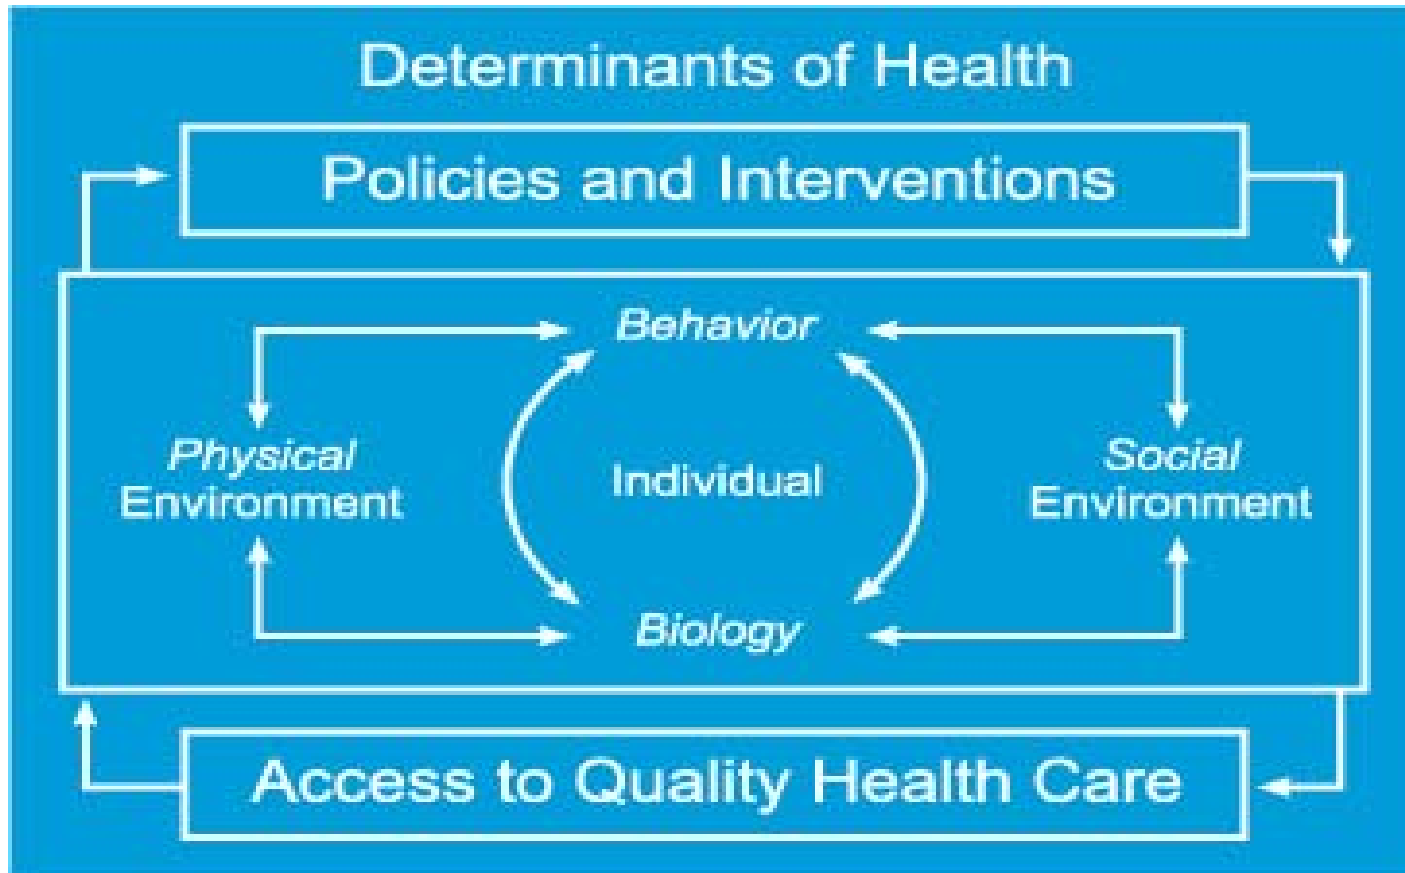 Determinants of Health
Policies and Interventions
Behavior
Physical
Environment
Individual
Social
Environment
Biology
Access to Quality Health Care